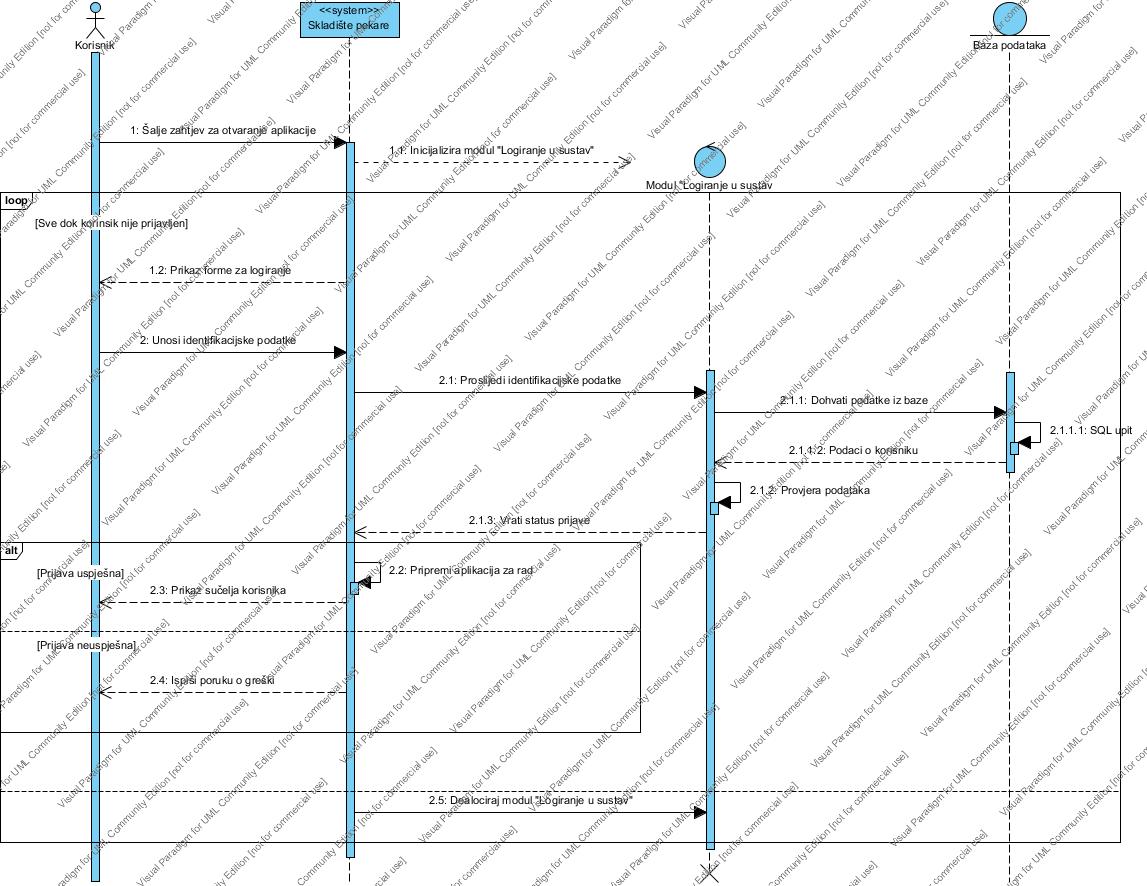 <<system>>
Skladište pekare
Korisnik
Baza podataka
1: Šalje zahtjev za otvaranje aplikacije
1.1: Inicijalizira modul "Logiranje u sustav"
Modul "Logiranje u sustav
loop
[Sve dok korinsik nije prijavljen]
1.2: Prikaz forme za logiranje
2: Unosi identifikacijske podatke
2.1: Proslijedi identifikacijske podatke
2.1.1: Dohvati podatke iz baze
2.1.1.1: SQL upit
2.1.1.2: Podaci o korisniku
2.1.2: Provjera podataka
2.1.3: Vrati status prijave
alt
[Prijava uspješna]
2.2: Pripremi aplikacija za rad
2.3: Prikaz sučelja korisnika
[Prijava neuspješna]
2.4: Ispiši poruku o greški
2.5: Dealociraj modul "Logiranje u sustav"
Visual Paradigm for UML Community Edition [not for commercial use]